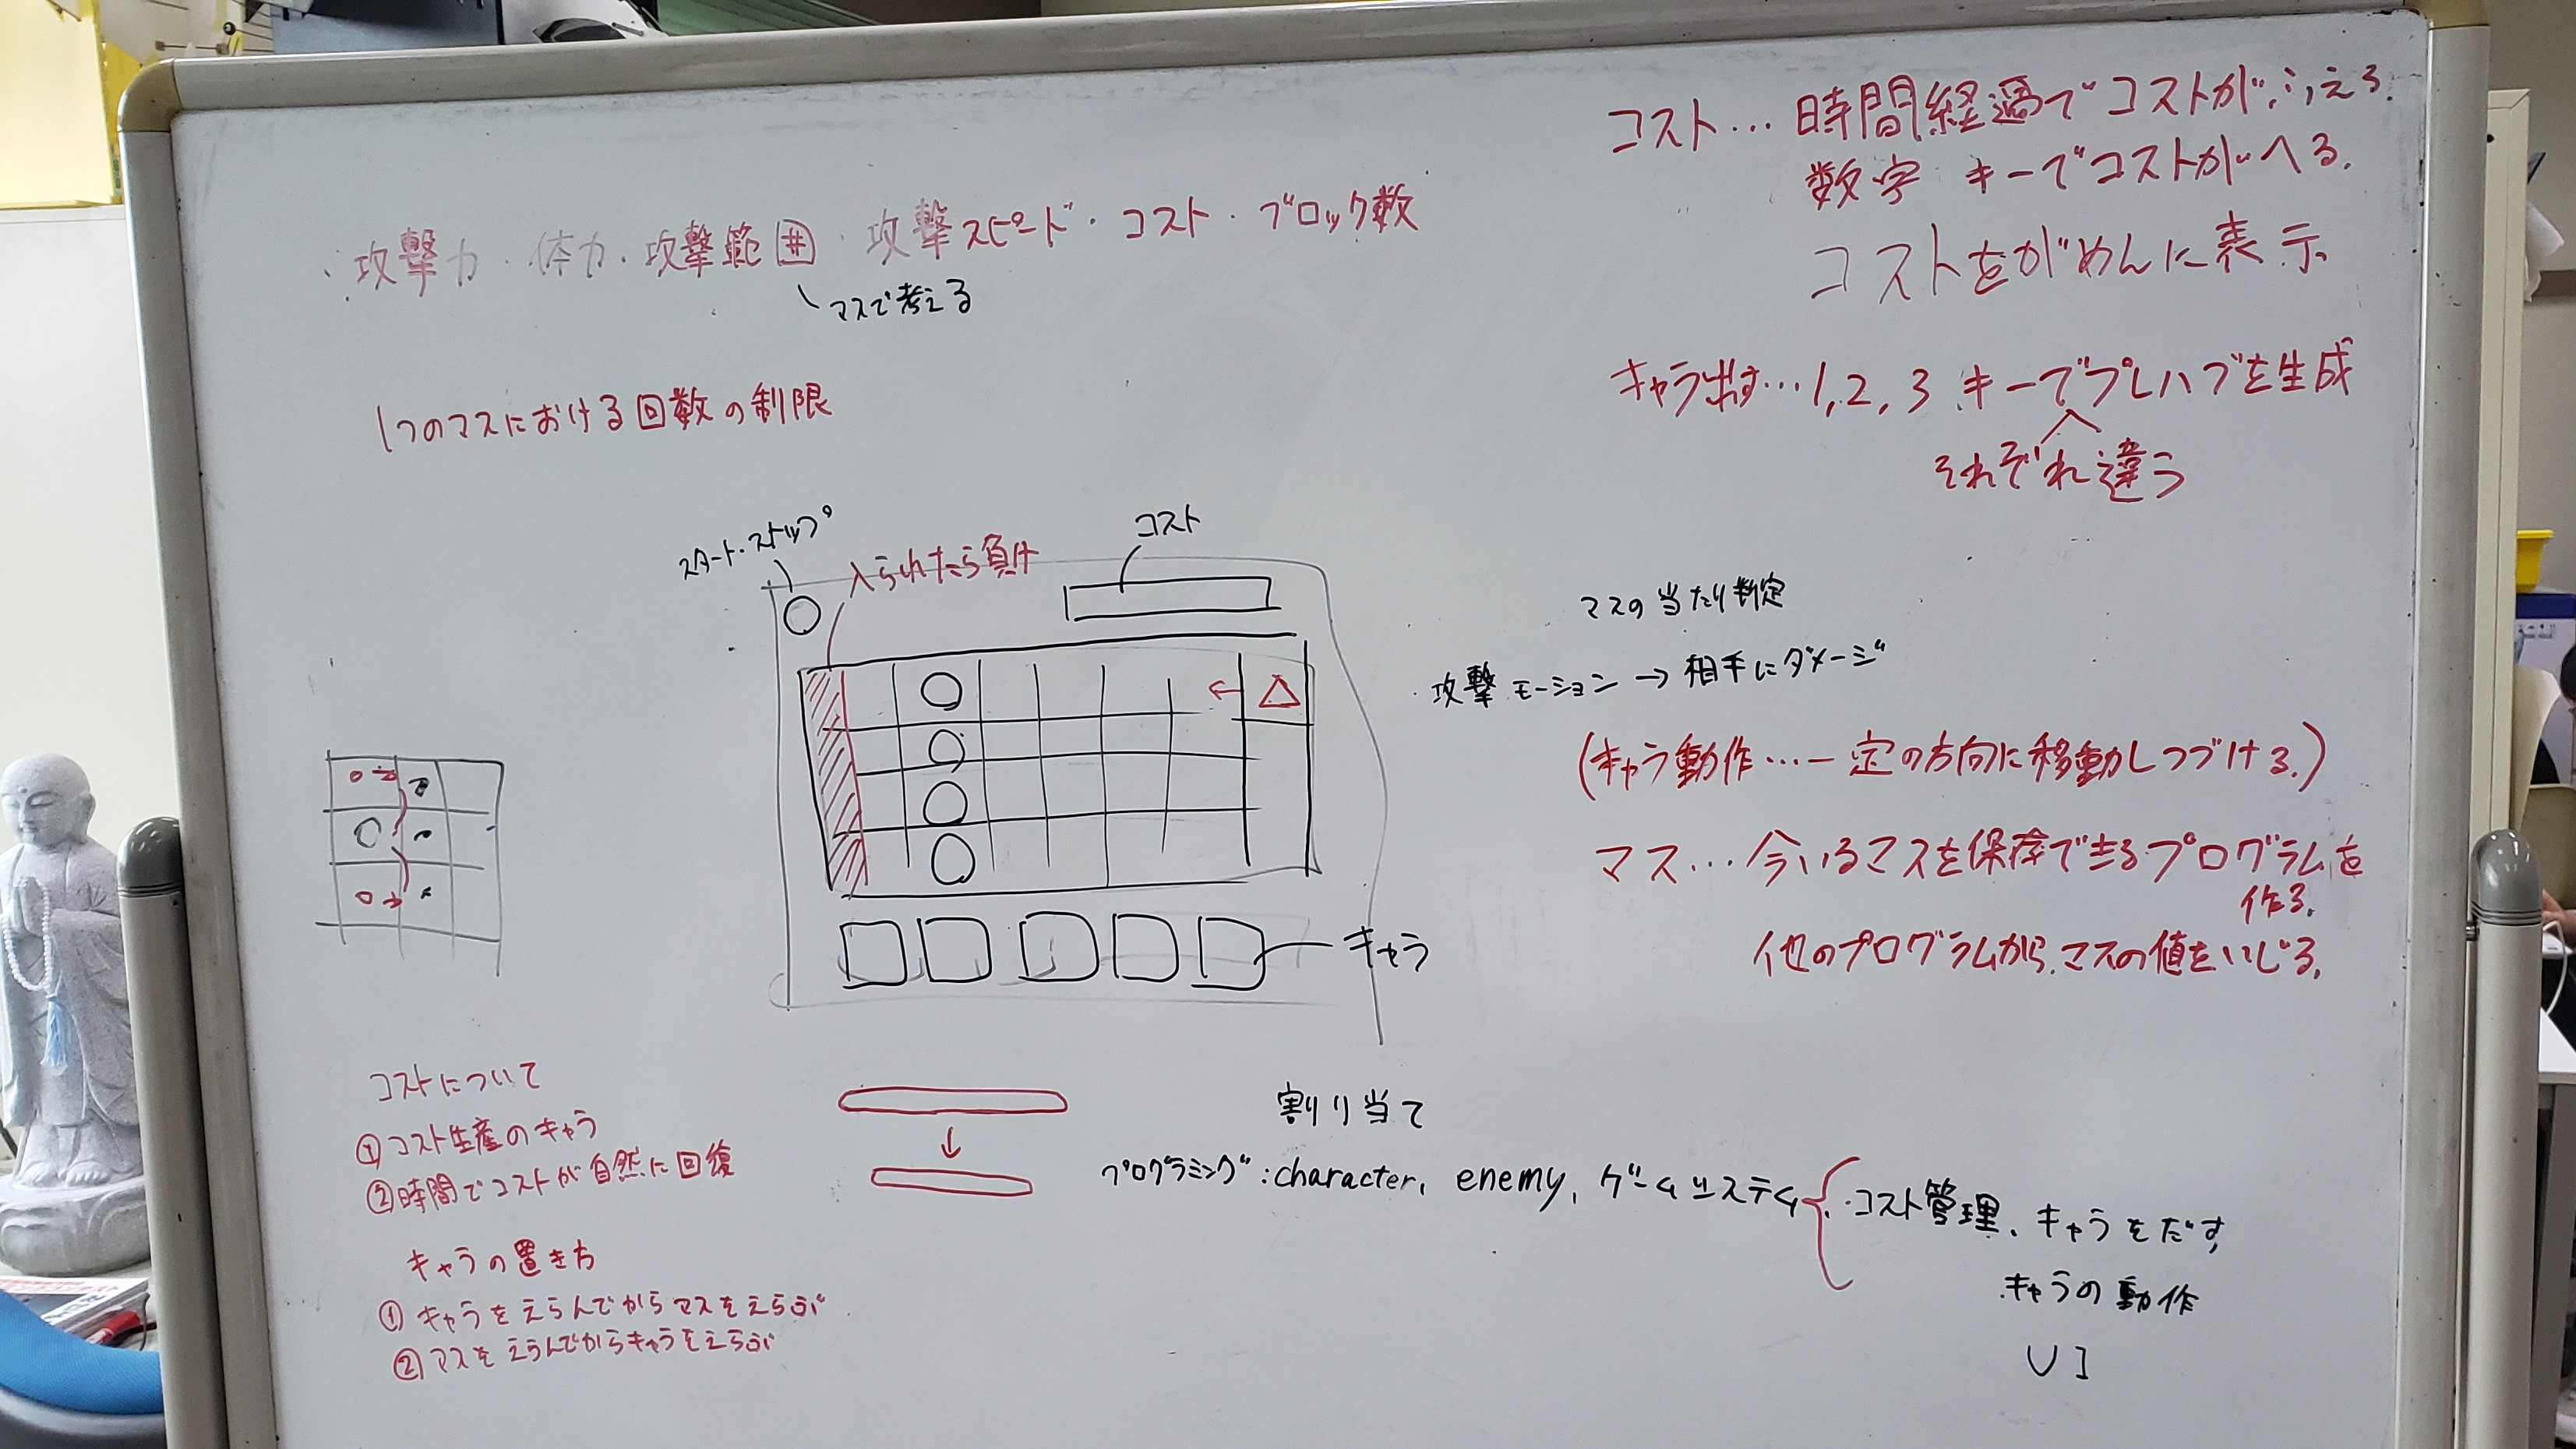 コスト…時間経過でコストがふえる.
数字キーでコストがへる.
コストをがめんに表示
・攻撃力・体力・攻撃範囲・攻撃スピード・コスト・ブロック数
マスで考える
キャラ出す…1,2,3 キーでプレハブを生成
それぞれ違う
1つのマスにおける回数の制限
スタート・ストップ
入られたら負け
コスト
マスの当たり判定
・攻撃モーション→相手にダメージ
(キャラ動作…一定の方向に移動しつづける.)
マス…今いるマスを保存できるプログラムを
作る.
他のプログラムから、マスの値をいじる.
キャラ
コストについて
①コスト生産のキャラ
②時間でコストが自然に回復
キャラの置き方
①キャラをえらんでからマスをえらぶ
②マスをえらんでからキャラをえらぶ
割り当て
プログラミング:character, enemy, ゲームシステム
・コスト管理、キャラをだす,
・キャラの動作
UI